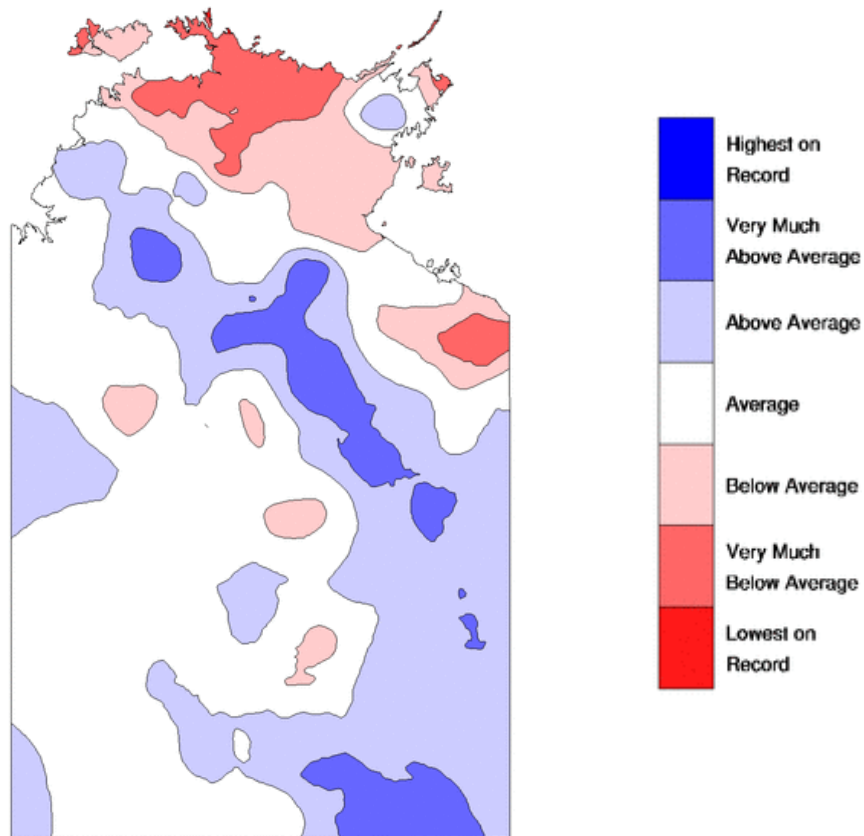 Highest on
Record
Very Much
Above Average
Above Average
Average
Below Average
Very Much
Below Average
Lowest on
Record